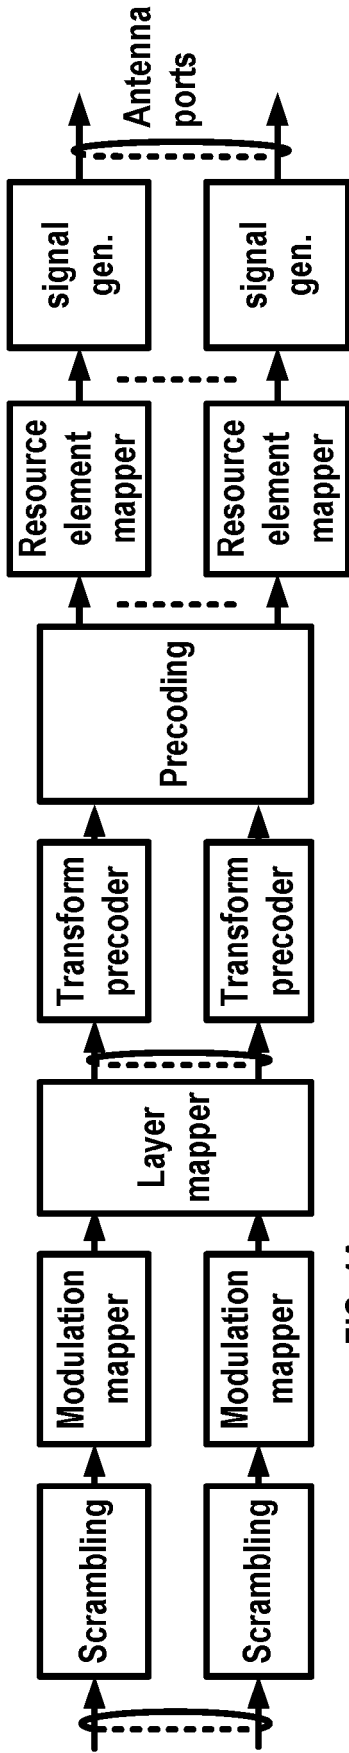 Scrambling
Modulation
mapper
Layer
mapper
Transform
precoder
Precoding
Resource
element
mapper
signal
gen.
Antenna
ports
Scrambling
Modulation
mapper
Transform
precoder
Resource
element
mapper
signal
gen.